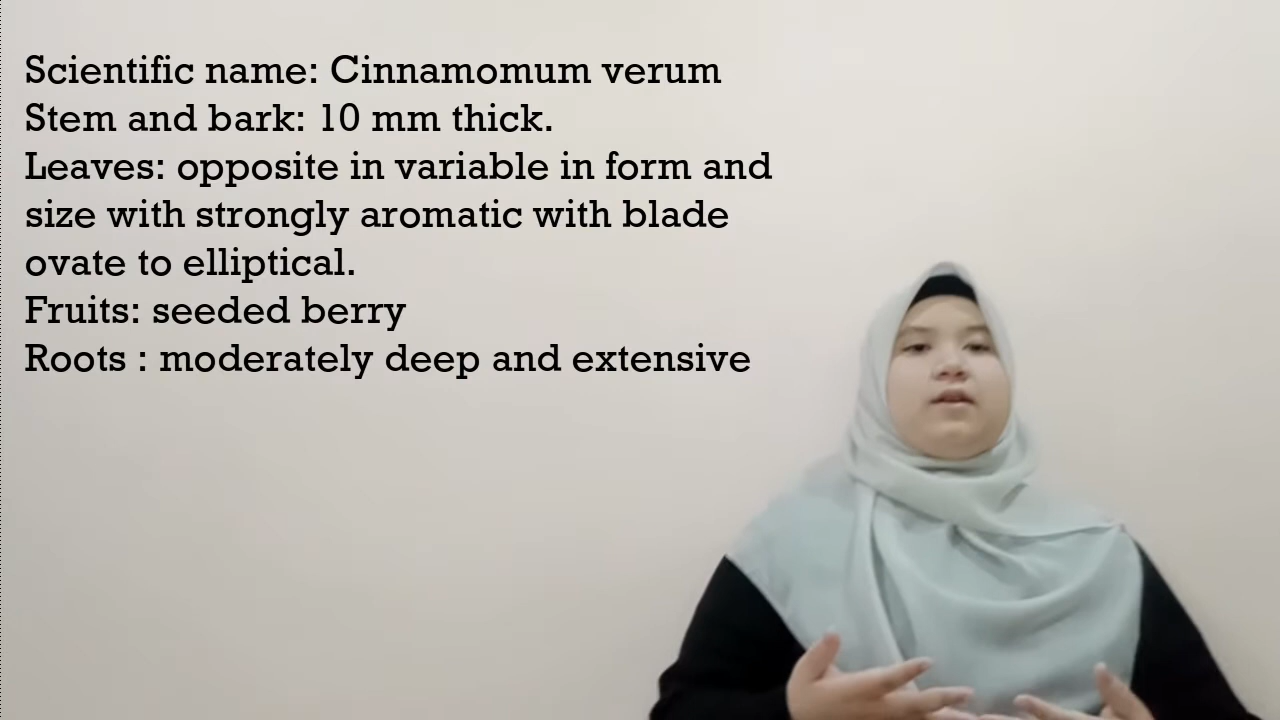 Scientific name: Cinnamomum verum
Stem and bark: 10 mm thick.
Leaves: opposite in variable in form and
size with strongly aromatic with blade
ovate to elliptical.
Fruits: seeded berry
Roots : moderately deep and extensive